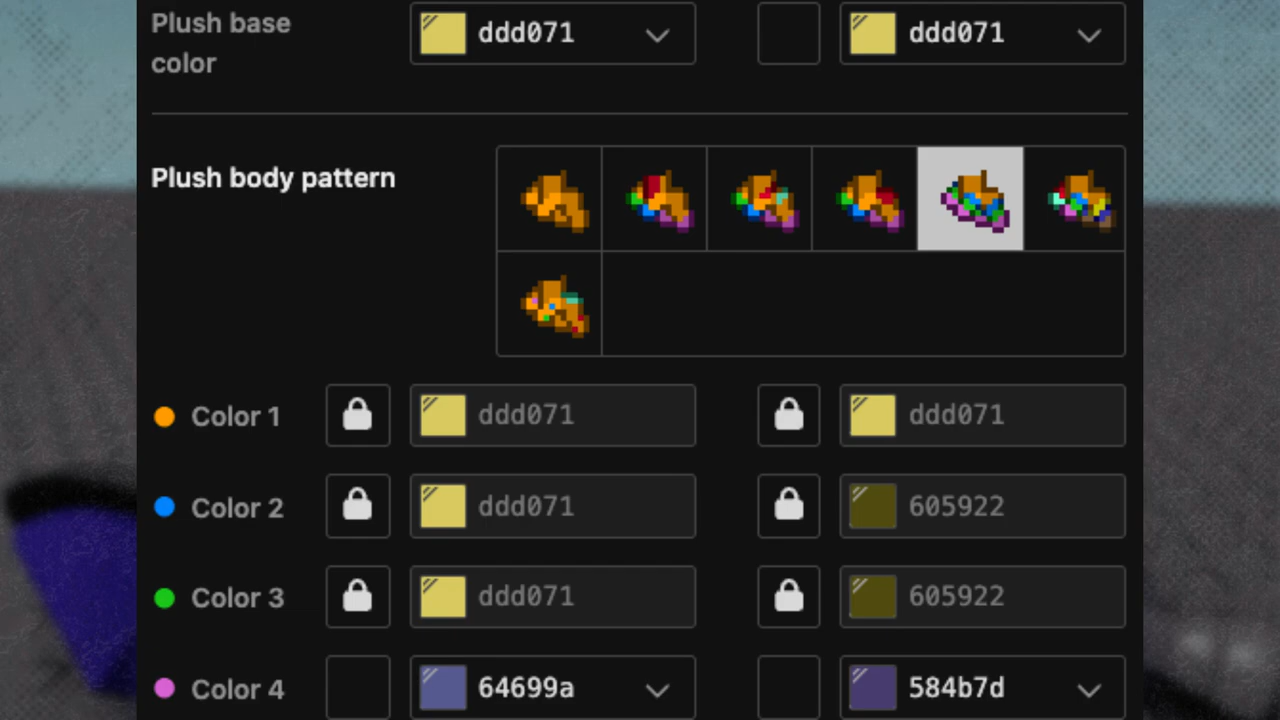 Plush base
color
ddd071
ddd071
Plush body pattern
Color 1
ddd071
ddd071
Color 2
ddd071
605922
Color 3
ddd071
605922
Color 4
64699a
584b7d